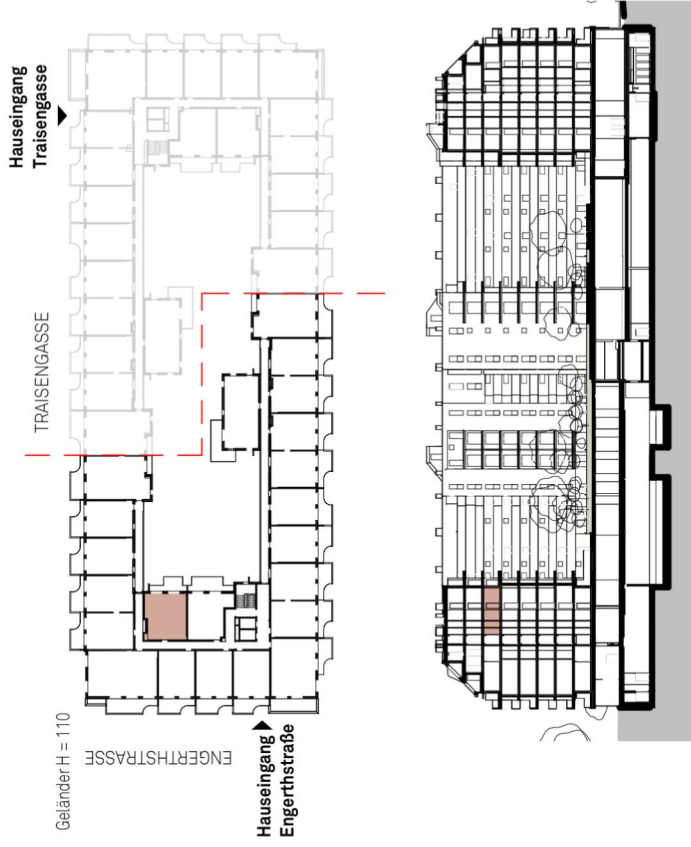 Hauseingang
Traisengasse
TRAISENGASSE
Geländer H = 110
ENGERTHSTRASSE
Hauseingang
Engerthstraße